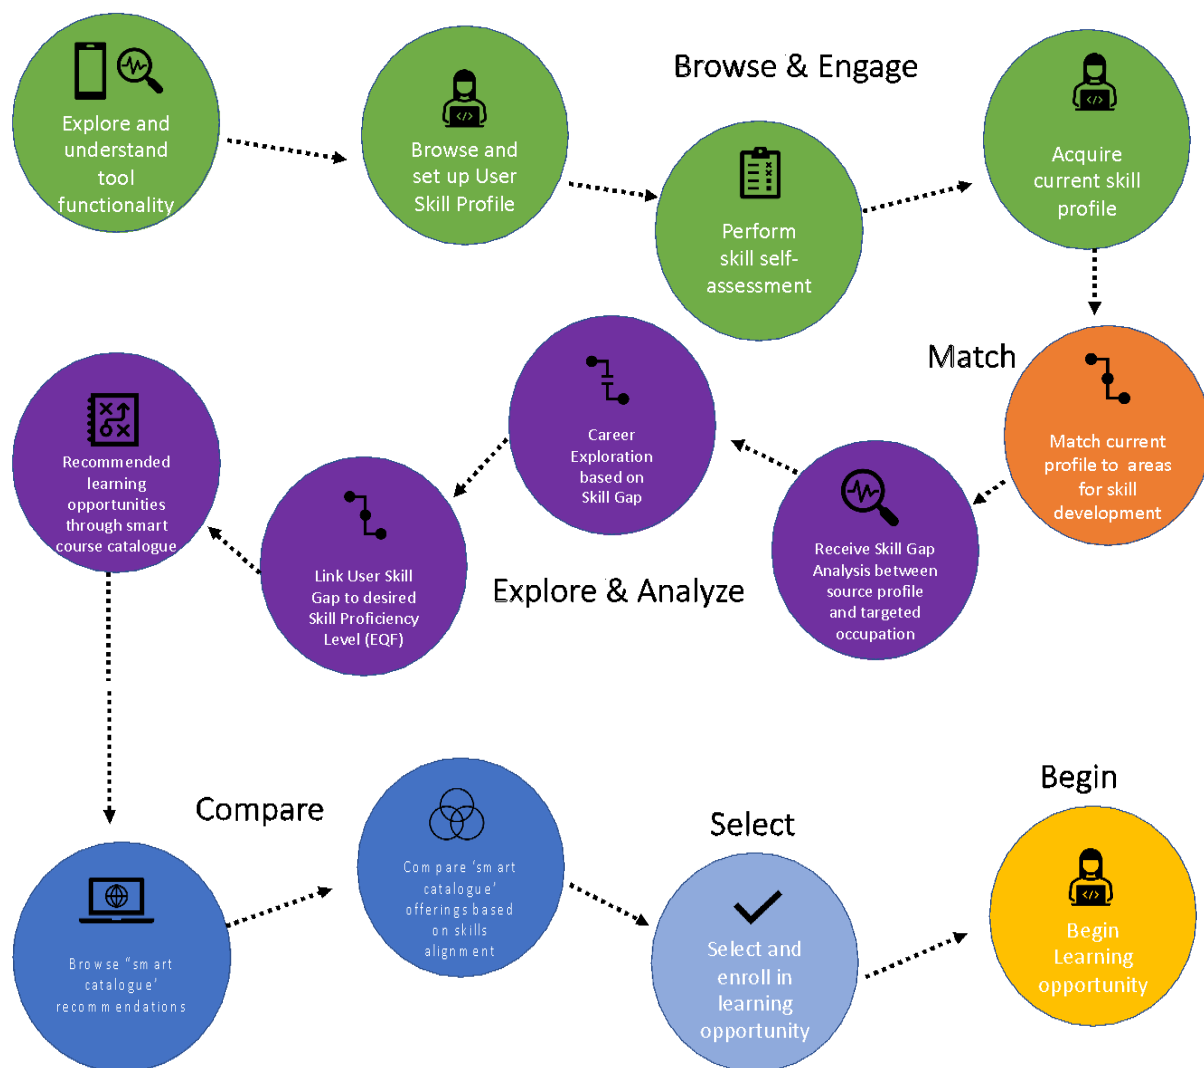 Explore and
understand
tool
functionality
Browse and
set up User
Skill Profile
Browse & Engage
Perform
skill self-
assessment
Acquire
current skill
profile
Match
Match current
profile to areas
for skill
development
Receive Skill Gap
Analysis between
source profile
and targeted
occupation
Career
Exploration
based on
Skill Gap
Explore & Analyze
Link User Skill
Gap to desired
Skill Proficiency
Level (EQF)
Recommended
learning
opportunities
through smart
course catalogue
Browse “smart
catalogue’
recommendations
Compare
Compare ‘smart
catalogue’
offerings based
on skills
alignment
Select
Select and
enroll in
learning
opportunity
Begin
Begin
Learning
opportunity